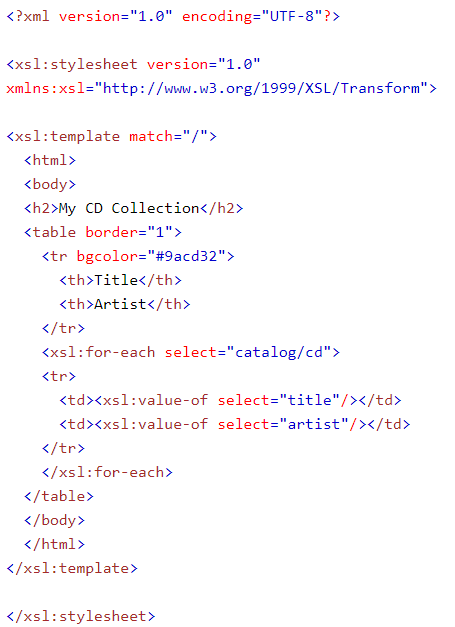 <?xml version="1.0" encoding="UTF-8"?>
<xsl:stylesheet version="1.0"
xmlns:xsl="http://www.w3.org/1999/XSL/Transform">
<xsl:template match="/">
  <html>
  <body>
  <h2>My CD Collection</h2>
  <table border="1">
    <tr bgcolor="#9acd32">
      <th>Title</th>
      <th>Artist</th>
    </tr>
    <xsl:for-each select="catalog/cd">
    <tr>
      <td><xsl:value-of select="title"/></td>
      <td><xsl:value-of select="artist"/></td>
    </tr>
    </xsl:for-each>
  </table>
  </body>
  </html>
</xsl:template>
</xsl:stylesheet>